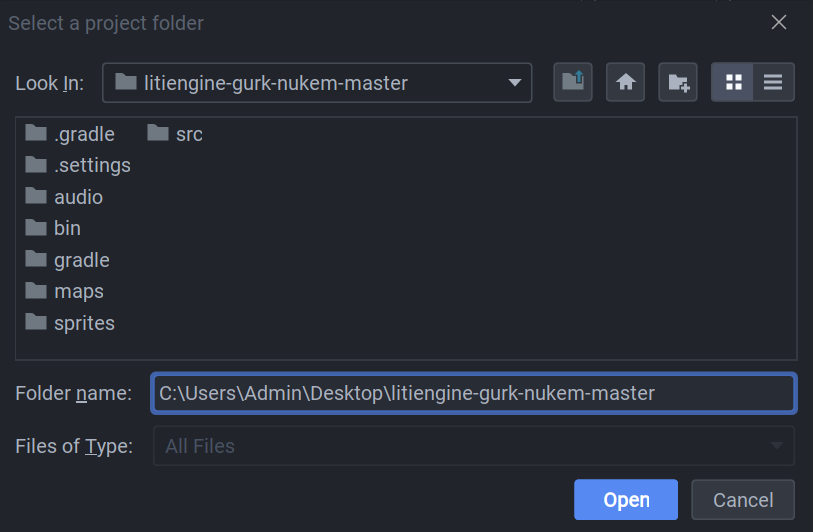 Select a project folder
Look In: litiengine-gurk-nukem-master
.gradle src
.settings
audio
bin
gradle
maps
sprites
Folder name: C:\Users\Admin\Desktop\litiengine-gurk-nukem-master
Files of Type: All Files
Open Cancel